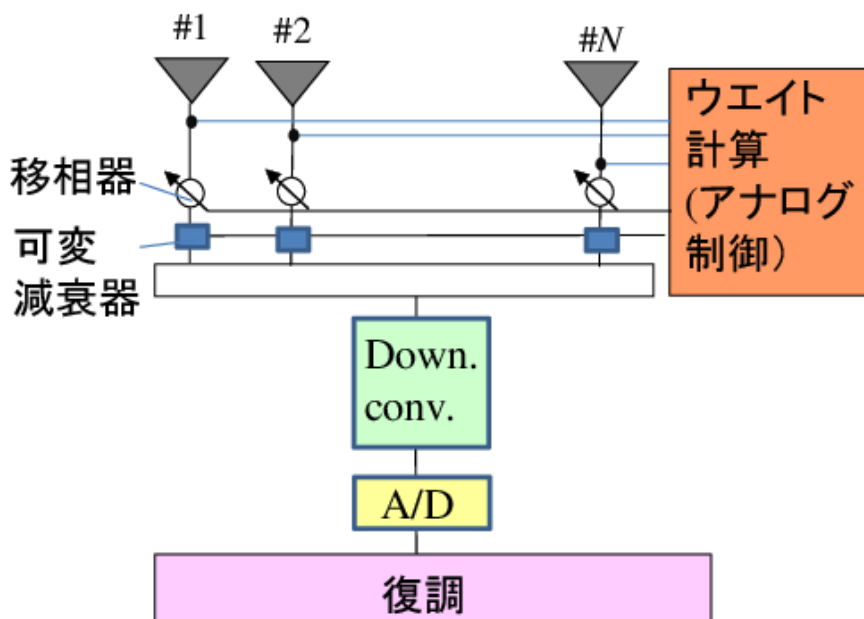 #1
#2
#N
ウエイト
計算
(アナログ
制御）
移相器
可変
減衰器
Down.
conv.
A/D
復調